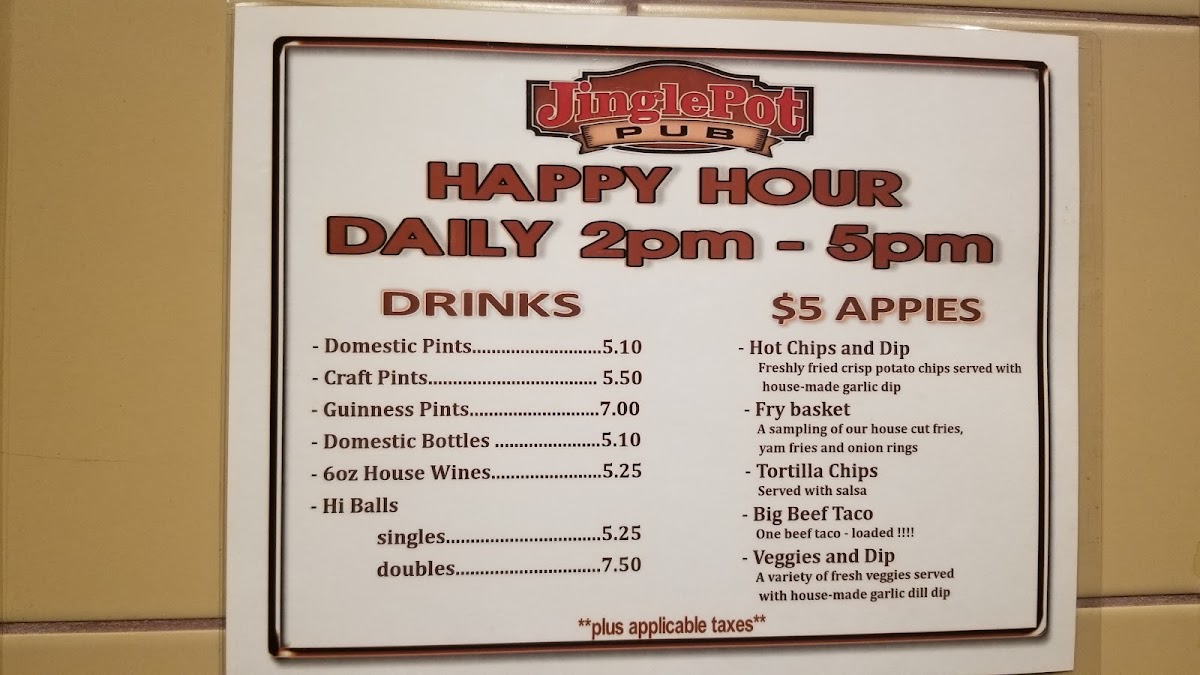 JinglePot
PUB
HAPPY HOUR
DAILY 2pm - 5pm
DRINKS
- Domestic Pints...........................5.10
- Craft Pints................................... 5.50
- Guinness Pints...........................7.00
- Domestic Bottles ......................5.10
- 6oz House Wines.......................5.25
- Hi Balls
singles................................5.25
doubles..............................7.50
$5 APPIES
- Hot Chips and Dip
Freshly fried crisp potato chips served with
house-made garlic dip
- Fry basket
A sampling of our house cut fries,
yam fries and onion rings
- Tortilla Chips
Served with salsa
- Big Beef Taco
One beef taco - loaded !!!!
- Veggies and Dip
A variety of fresh veggies served
with house-made garlic dill dip
**plus applicable taxes**